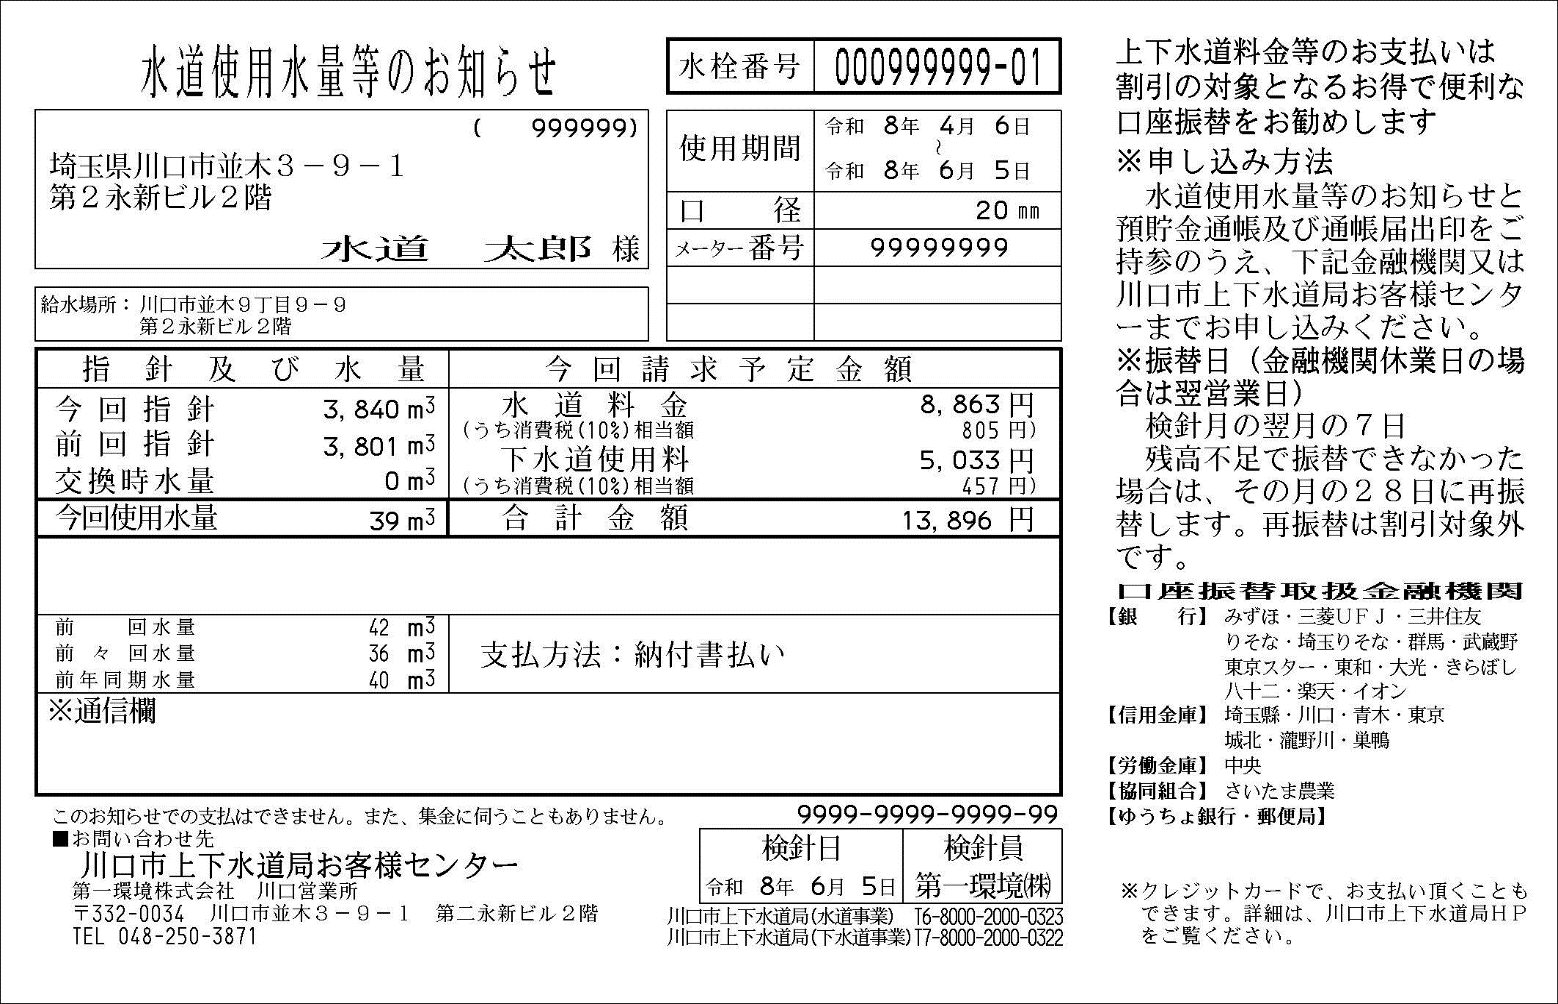 水道使用水量等のお知らせ
水栓番号 000999999-01
( 999999)
埼玉県川口市並木３－９－１
第２永新ビル２階
水道 太郎 様
使用期間 令和 8年 4月 6日
～
令和 8年 6月 5日
口径 20 mm
メーター番号 99999999
給水場所：川口市並木９丁目９－９
第２永新ビル２階
指針及び水量 今回請求予定金額
今回指針 3,840 m3
前回指針 3,801 m3
交換時水量 0 m3
今回使用水量 39 m3
水道料金 8,863 円
(うち消費税(10%)相当額 805 円)
下水道使用料 5,033 円
(うち消費税(10%)相当額 457 円)
合計金額 13,896 円
前回水量 42 m3
前々回水量 36 m3
前年同期水量 40 m3
支払方法：納付書払い
※通信欄
このお知らせでの支払はできません。また、集金に伺うこともありません。
■お問い合わせ先
川口市上下水道局お客様センター
第一環境株式会社 川口営業所
〒332-0034 川口市並木３－９－１ 第二永新ビル２階
TEL 048-250-3871
9999-9999-9999-99
検針日 検針員
令和 8年 6月 5日 第一環境㈱
川口市上下水道局(水道事業) T6-8000-2000-0323
川口市上下水道局(下水道事業)T7-8000-2000-0322
上下水道料金等のお支払いは
割引の対象となるお得で便利な
口座振替をお勧めします
※申し込み方法
水道使用水量等のお知らせと
預貯金通帳及び通帳届出印をご
持参のうえ、下記金融機関又は
川口市上下水道局お客様センタ
ーまでお申し込みください。
※振替日（金融機関休業日の場
合は翌営業日）
検針月の翌月の７日
残高不足で振替できなかった
場合は、その月の２８日に再振
替します。再振替は割引対象外
です。
口座振替取扱金融機関
【銀行】 みずほ・三菱ＵＦＪ・三井住友
りそな・埼玉りそな・群馬・武蔵野
東京スター・東和・大光・きらぼし
八十二・楽天・イオン
【信用金庫】 埼玉縣・川口・青木・東京
城北・瀧野川・巣鴨
【労働金庫】 中央
【協同組合】 さいたま農業
【ゆうちょ銀行・郵便局】
※クレジットカードで、お支払い頂くことも
できます。詳細は、川口市上下水道局ＨＰ
をご覧ください。